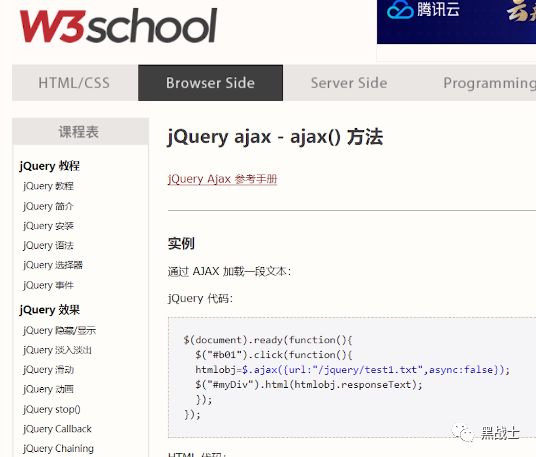 W3school
腾讯云
HTML/CSS
Browser Side
Server Side
Programming
课程表
jQuery 教程
jQuery 教程
jQuery 简介
jQuery 安装
jQuery 语法
jQuery 选择器
jQuery 事件
jQuery 效果
jQuery 隐藏/显示
jQuery 淡入淡出
jQuery 滑动
jQuery 动画
jQuery stop()
jQuery Callback
jQuery Chaining
jQuery ajax - ajax() 方法
jQuery Ajax 参考手册
实例
通过 AJAX 加载一段文本：
jQuery 代码：
$(document).ready(function(){
$("#b01").click(function(){
htmlobj=$.ajax({url:"/jquery/test1.txt",async:false});
$("#myDiv").html(htmlobj.responseText);
});
});
HTML 代码：
黑战士